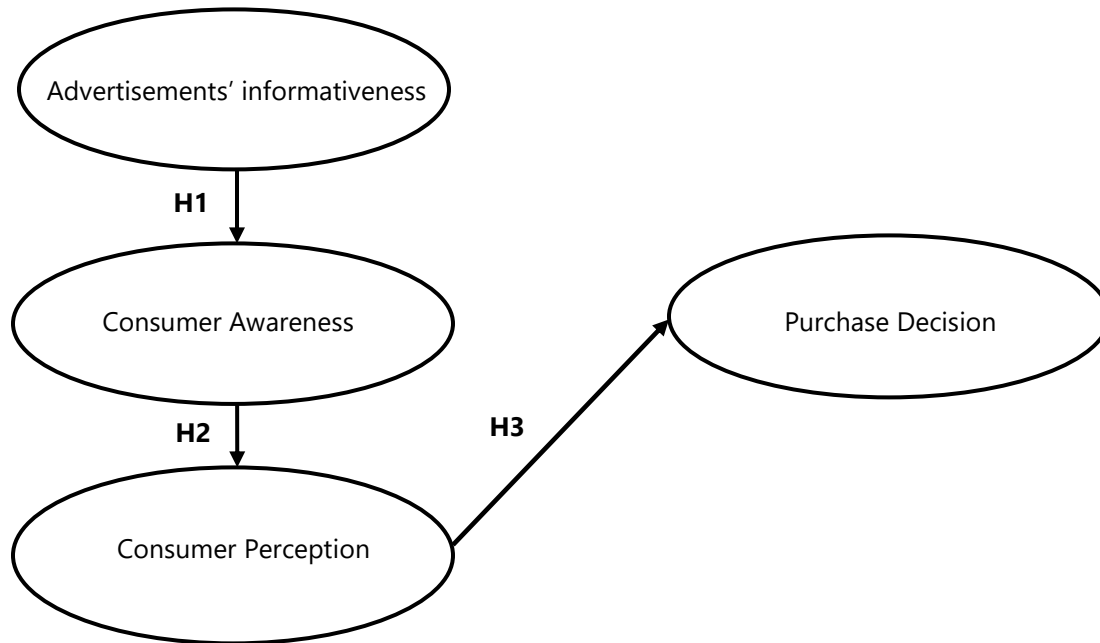 Advertisements’ informativeness
H1
Consumer Awareness
Purchase Decision
H2
H3
Consumer Perception